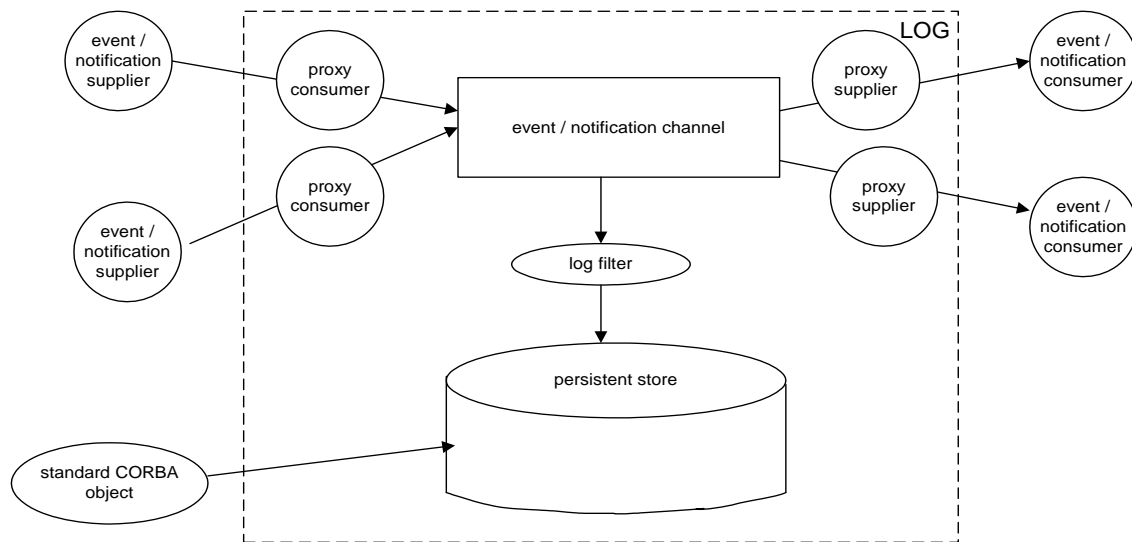 LOG
event /
notification
supplier
proxy
consumer
event / notification channel
proxy
supplier
event /
notification
consumer
event /
notification
supplier
proxy
consumer
proxy
supplier
event /
notification
consumer
log filter
persistent store
standard CORBA
object